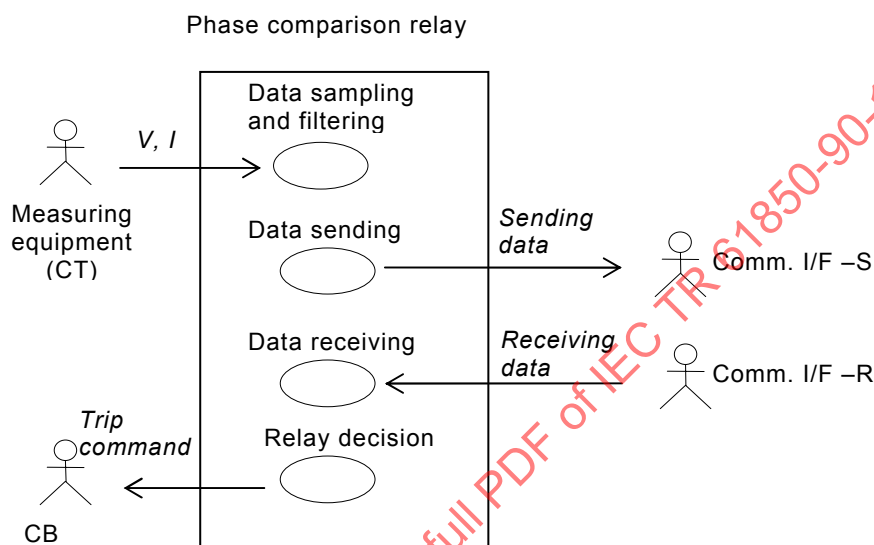 Phase comparison relay
Data sampling
and filtering
V, I
Measuring
equipment
(CT)
Data sending
Sending
data
Comm. I/F –S
Data receiving
Receiving
data
Comm. I/F –R
Trip
command
Relay decision
CB
full PDF of IEC TR 61850-90-